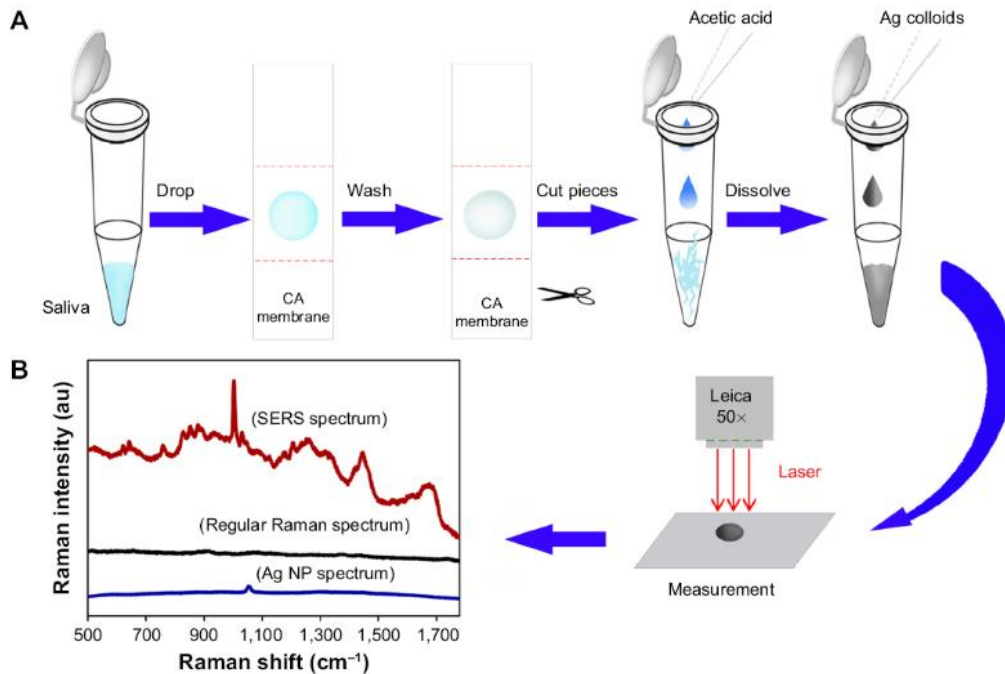 A
Acetic acid
Ag colloids
Drop
Wash
Cut pieces
Dissolve
Saliva
CA
membrane
CA
membrane
B
Raman intensity (au)
(SERS spectrum)
(Regular Raman spectrum)
(Ag NP spectrum)
500
700
900
1,100
1,300
1,500
1,700
Raman shift (cm⁻¹)
Leica
50×
Laser
Measurement